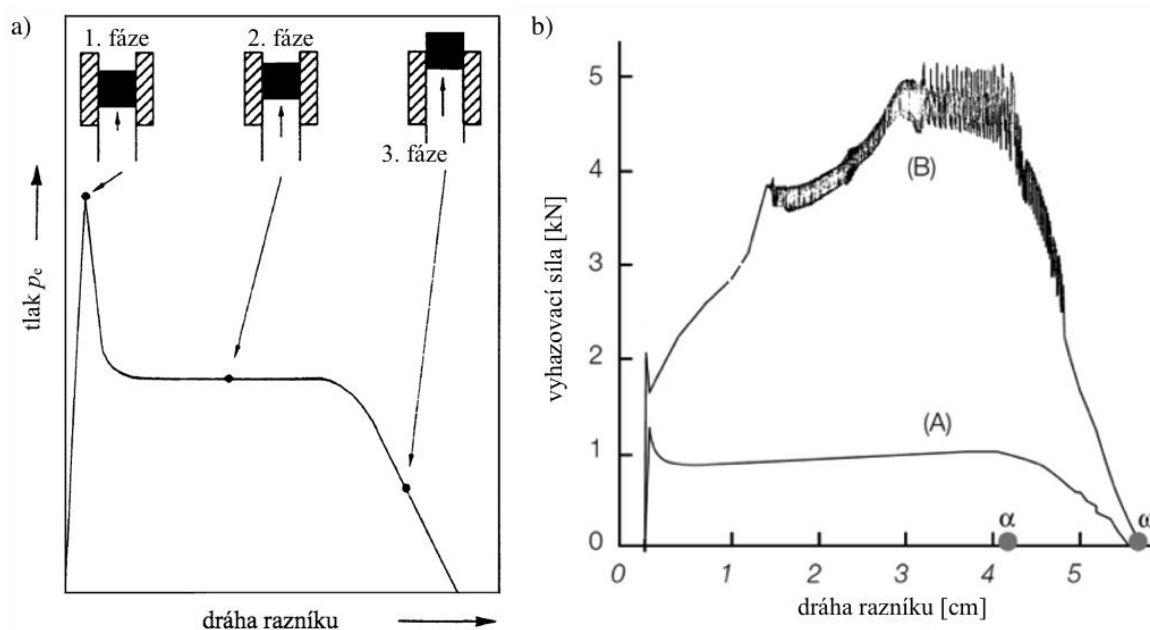 a)
1. fáze
2. fáze
3. fáze
tlak pe
dráha razníku
b)
vyhazovací síla [kN]
5
4
3
2
1
0
(B)
(A)
α
ω
0 1 2 3 4 5
dráha razníku [cm]